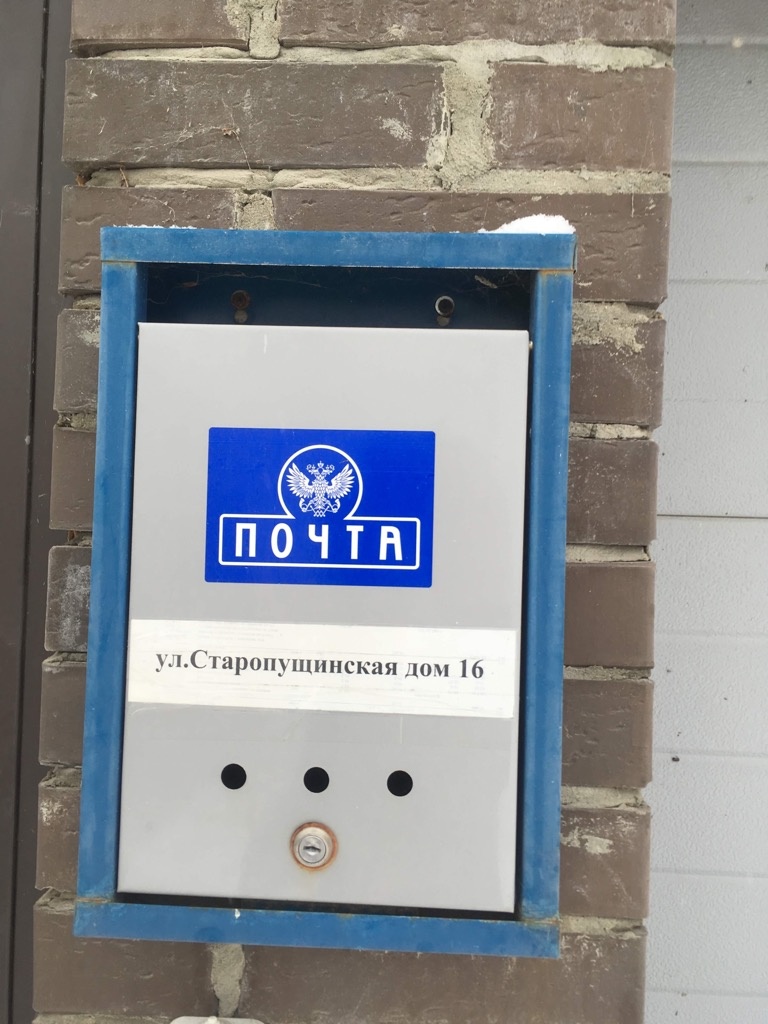 ПОЧТА
ул.Старопущинская дом 16